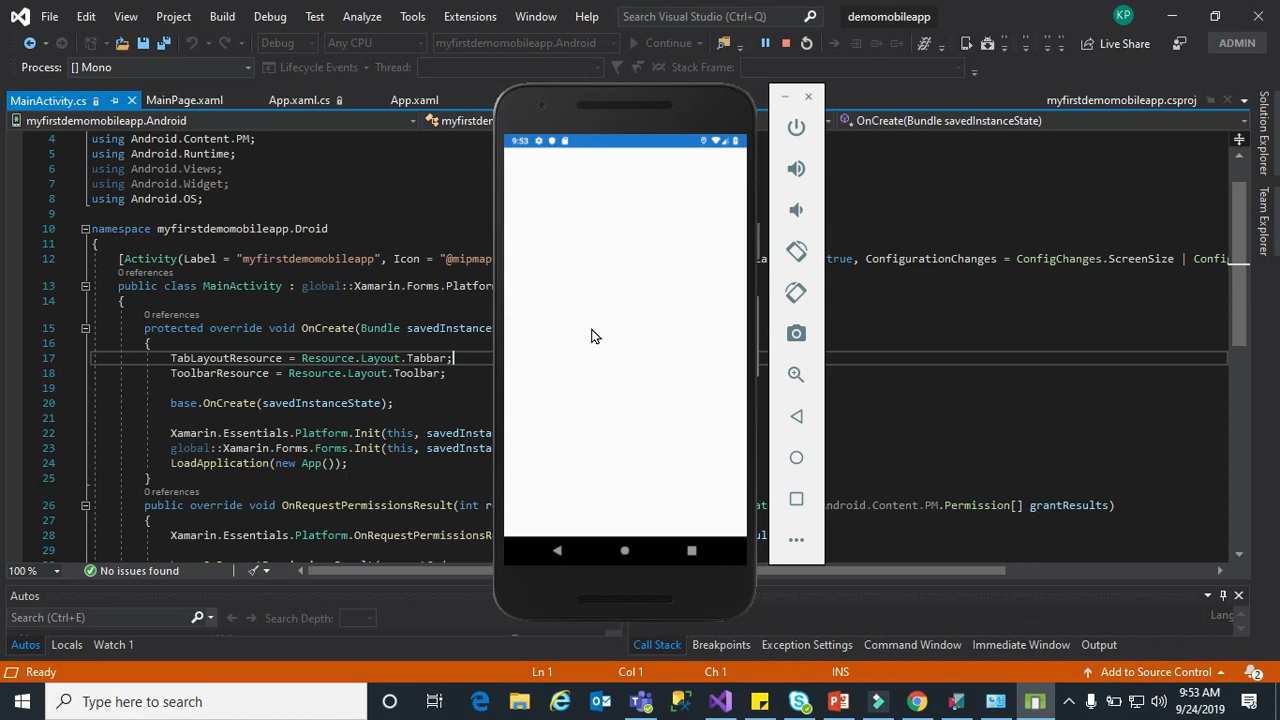 File Edit View Project Build Debug Test Analyze Tools Extensions Window Help Search Visual Studio (Ctrl+Q) demomobileapp KP
Debug Any CPU myfirstdemomobileapp.Android Continue Live Share ADMIN
Process: [] Mono Lifecycle Events Thread: Stack Frame:
MainActivity.cs MainPage.xaml App.xaml.cs App.xaml myfirstdemomobileapp.csproj
myfirstdemomobileapp.Android OnCreate(Bundle savedInstanceState)
4 using Android.Content.PM;
5 using Android.Runtime;
6 using Android.Views;
7 using Android.Widget;
8 using Android.OS;
9
10 namespace myfirstdemomobileapp.Droid
11 {
12 [Activity(Label = "myfirstdemomobileapp", Icon = "@mipmap true, ConfigurationChanges = ConfigChanges.ScreenSize |
0 references
13 public class MainActivity : global::Xamarin.Forms.
14 {
0 references
15 protected override void OnCreate(Bundle
16 {
17 TabLayoutResource = Resource.Layout.Tabbar;
18 ToolbarResource = Resource.Layout.Toolbar;
19
20 base.OnCreate(savedInstanceState);
21
22 Xamarin.Essentials.Platform.Init(this,
23 global::Xamarin.Forms.Forms.Init(this,
24 LoadApplication(new App());
25 }
0 references
26 public override void OnRequestPermissionsResult(int Android.Content.PM.Permission[] grantResults)
27 {
28 Xamarin.Essentials.Platform.
29
9:53
100 % No issues found
Autos
Search (Ctrl+E) Search Depth: Lang
Autos Locals Watch 1 Call Stack Breakpoints Exception Settings Command Window Immediate Window Output
Ready Ln 1 Col 1 Ch 1 INS Add to Source Control 2
Type here to search 9:53 AM
9/24/2019
Solution Explorer
Team Explorer